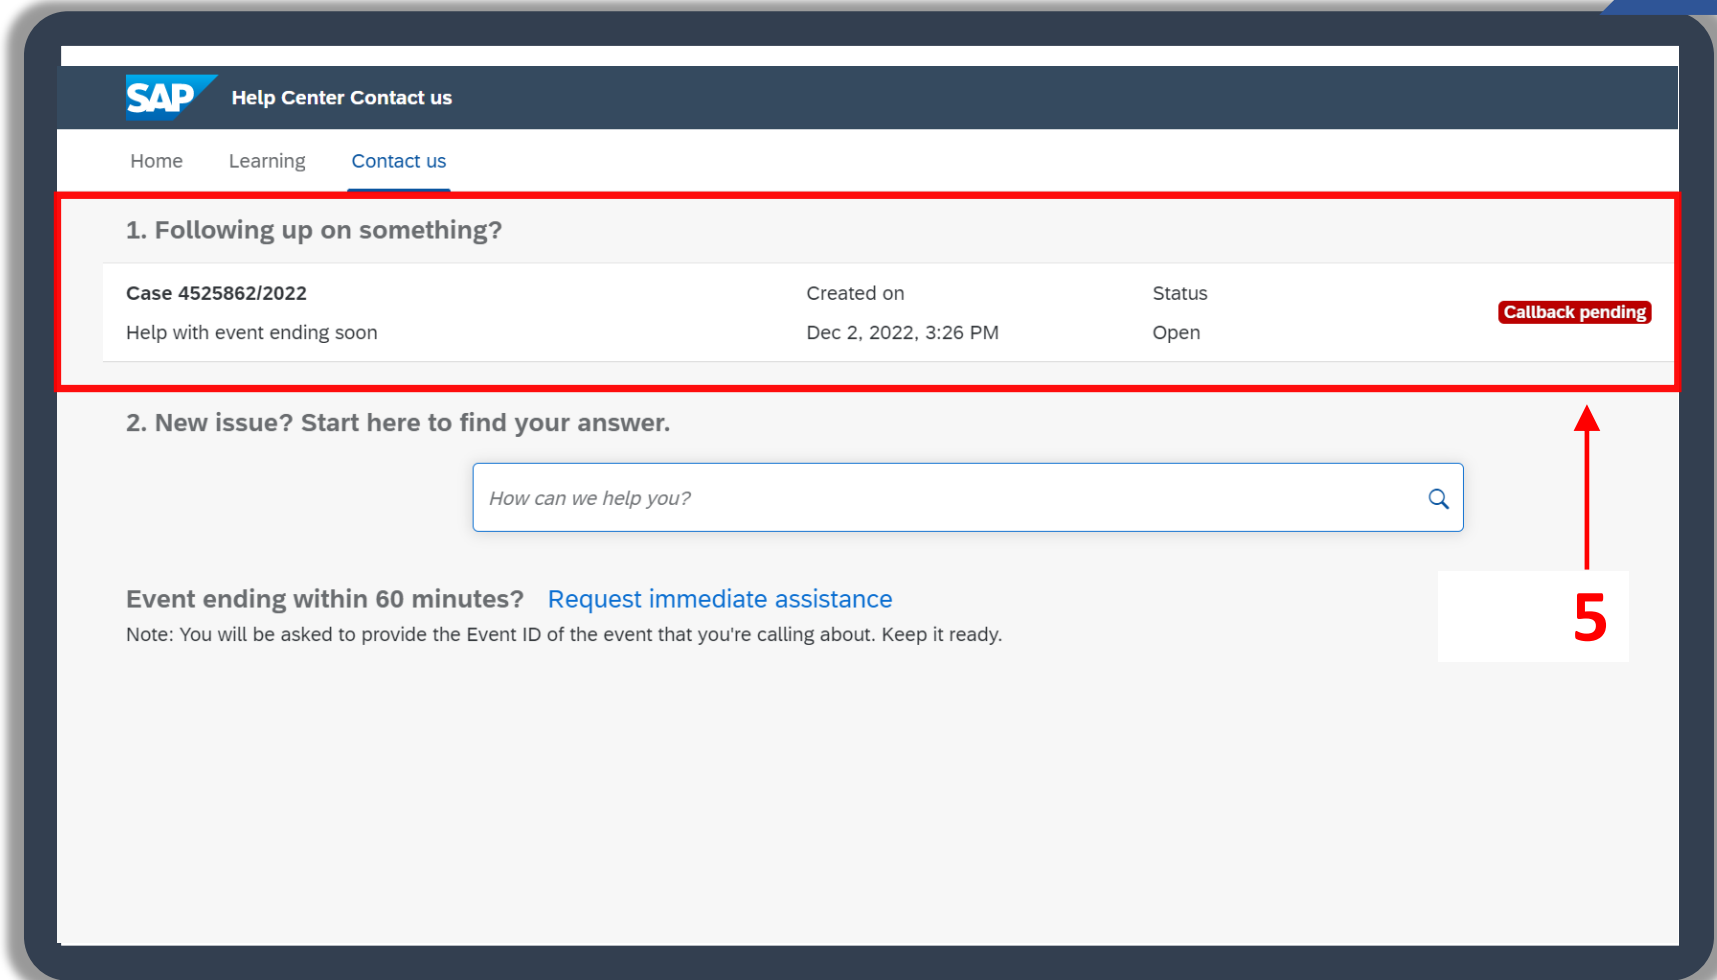 SAP Help Center Contact us
Home Learning Contact us
1. Following up on something?
Case 4525862/2022 Created on Status
Callback pending
Help with event ending soon Dec 2, 2022, 3:26 PM Open
2. New issue? Start here to find your answer.
How can we help you?
Event ending within 60 minutes? Request immediate assistance
5
Note: You will be asked to provide the Event ID of the event that you're calling about. Keep it ready.